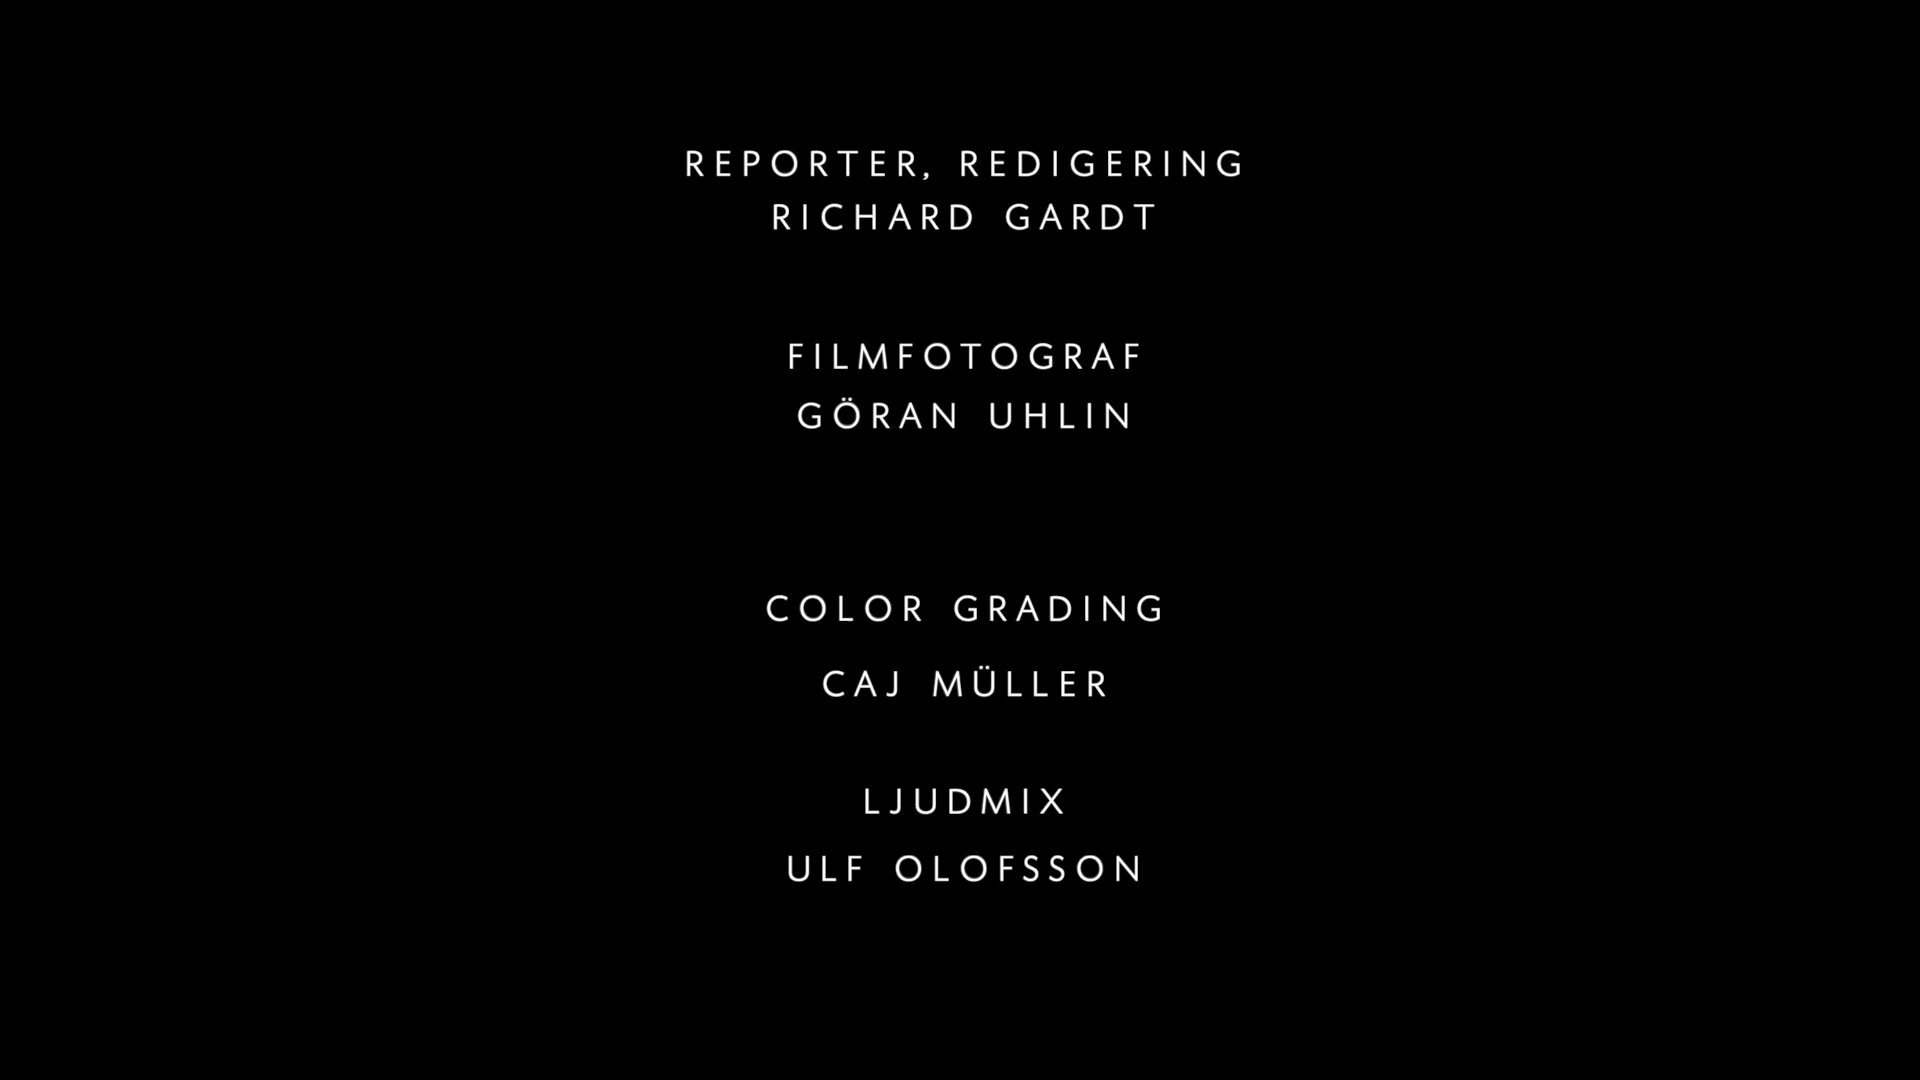 REPORTER, REDIGERING
RICHARD GARDT
FILMFOTOGRAF
GÖRAN UHLIN
COLOR GRADING
CAJ MÜLLER
LJUDMIX
ULF OLOFSSON